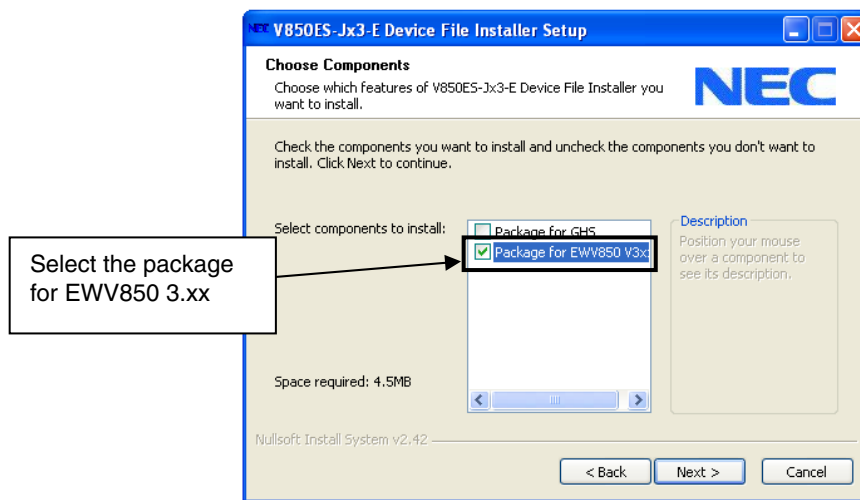 NEC V850ES-Jx3-E Device File Installer Setup
Choose Components
Choose which features of V850ES-Jx3-E Device File Installer you
want to install.
NEC
Check the components you want to install and uncheck the components you don't want to
install. Click Next to continue.
Select components to install:
Package for GHS
Package for EWV850 V3x
Description
Position your mouse
over a component to
see its description.
Select the package
for EWV850 3.xx
Space required: 4.5MB
Nullsoft Install System v2.42
< Back
Next >
Cancel